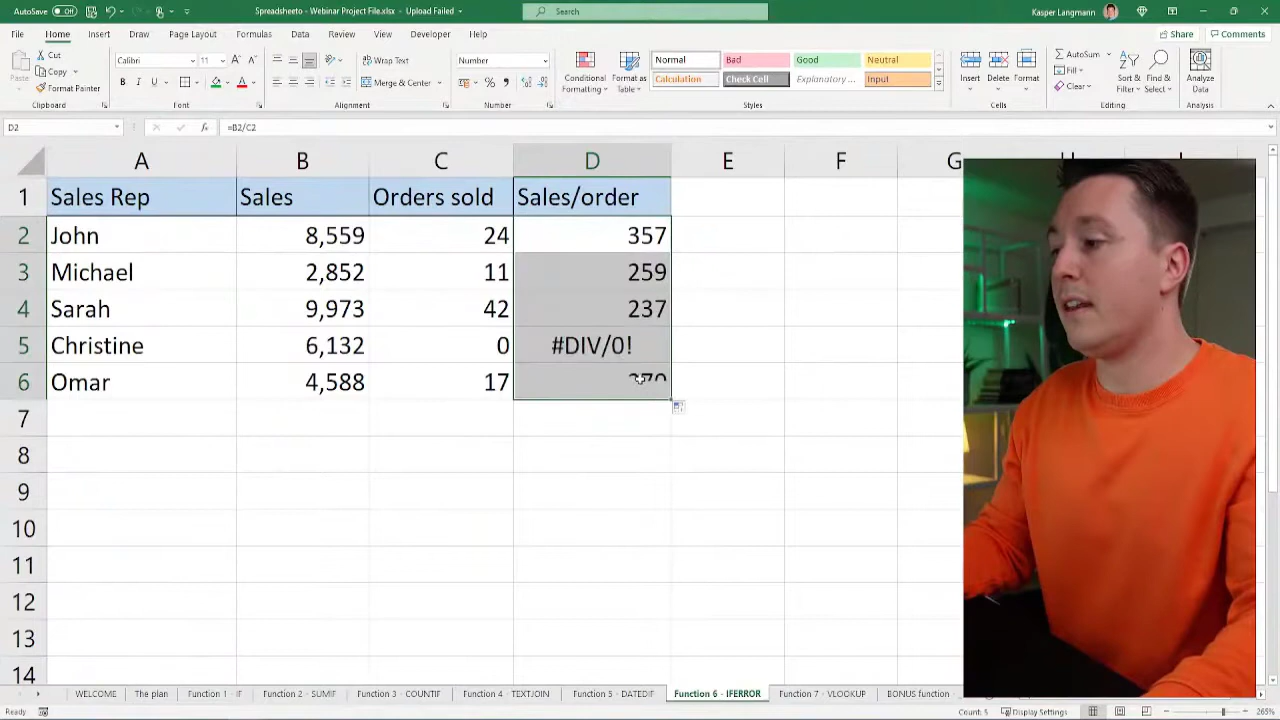 AutoSave Off Spreadsheeto - Webinar Project File.xlsx • Upload Failed Search Kasper Langmann
File Home Insert Draw Page Layout Formulas Data Review View Developer Help Share Comments
Paste Cut Copy Format Painter Clipboard
Calibri 11 B I U Font
Wrap Text Merge & Center Alignment
Number % Number
Conditional Formatting Format as Table
Normal Bad Good Neutral
Calculation Check Cell Explanatory ... Input
Styles
Insert Delete Format Cells
AutoSum Fill Clear Sort & Filter Find & Select Editing
Analyze Data Analysis
D2 fx =B2/C2
A B C D E F G
1 Sales Rep Sales Orders sold Sales/order
2 John 8,559 24 357
3 Michael 2,852 11 259
4 Sarah 9,973 42 237
5 Christine 6,132 0 #DIV/0!
6 Omar 4,588 17
7
8
9
10
11
12
13
14
WELCOME The plan Function 1 - IF Function 2 - SUMIF Function 3 - COUNTIF Function 4 - TEXTJOIN Function 5 - DATEDIF Function 6 - IFERROR Function 7 - VLOOKUP BONUS function
Ready Count: 5 Display Settings 265%